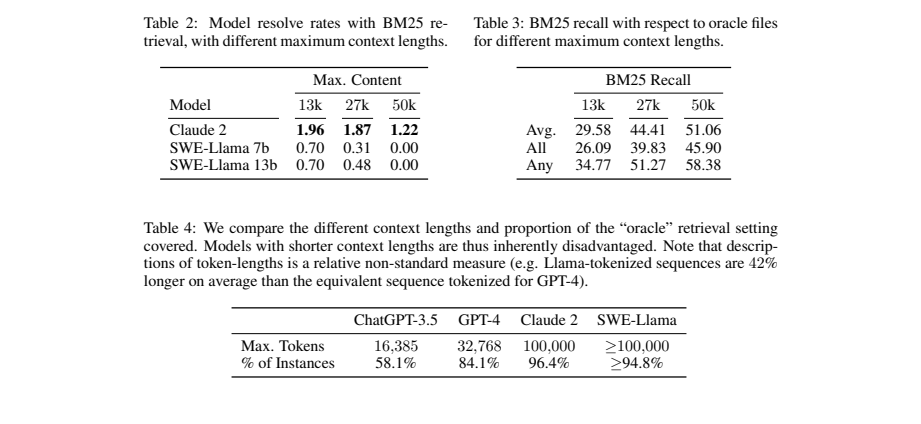 Table 2: Model resolve rates with BM25 re-
trieval, with different maximum context lengths.
Max. Content
Model 13k 27k 50k
Claude 2 1.96 1.87 1.22
SWE-Llama 7b 0.70 0.31 0.00
SWE-Llama 13b 0.70 0.48 0.00
Table 3: BM25 recall with respect to oracle files
for different maximum context lengths.
BM25 Recall
13k 27k 50k
Avg. 29.58 44.41 51.06
All 26.09 39.83 45.90
Any 34.77 51.27 58.38
Table 4: We compare the different context lengths and proportion of the “oracle” retrieval setting
covered. Models with shorter context lengths are thus inherently disadvantaged. Note that descrip-
tions of token-lengths is a relative non-standard measure (e.g. Llama-tokenized sequences are 42%
longer on average than the equivalent sequence tokenized for GPT-4).
ChatGPT-3.5 GPT-4 Claude 2 SWE-Llama
Max. Tokens 16,385 32,768 100,000 ≥100,000
% of Instances 58.1% 84.1% 96.4% ≥94.8%